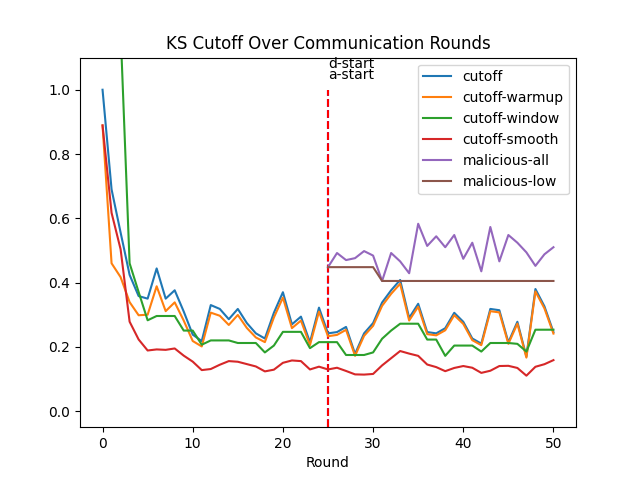 KS Cutoff Over Communication Rounds
d-start
a-start
cutoff
cutoff-warmup
cutoff-window
cutoff-smooth
malicious-all
malicious-low
1.0
0.8
0.6
0.4
0.2
0.0
0 10 20 30 40 50
Round